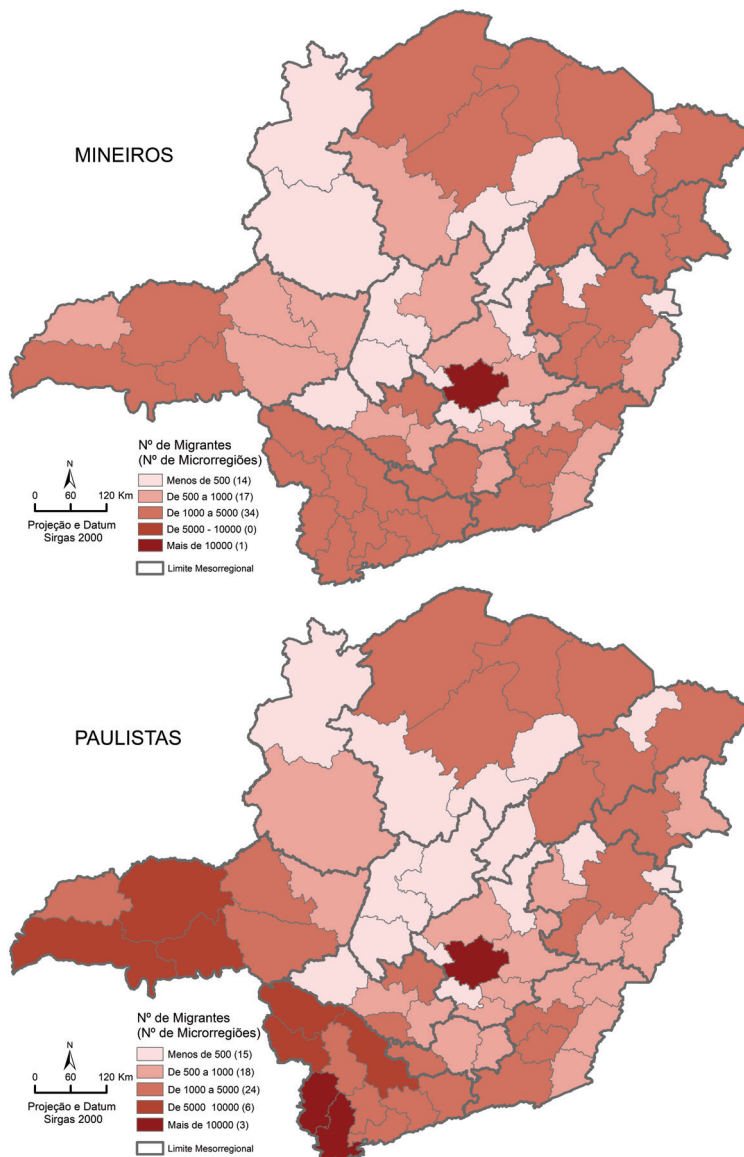 MINEIROS
Nº de Migrantes
(Nº de Microrregiões)
Menos de 500 (14)
De 500 a 1000 (17)
De 1000 a 5000 (34)
De 5000 - 10000 (0)
Mais de 10000 (1)
Limite Mesorregional
N
0 60 120 Km
Projeção e Datum
Sirgas 2000
PAULISTAS
Nº de Migrantes
(Nº de Microrregiões)
Menos de 500 (15)
De 500 a 1000 (18)
De 1000 a 5000 (24)
De 5000 10000 (6)
Mais de 10000 (3)
Limite Mesorregional
N
0 60 120 Km
Projeção e Datum
Sirgas 2000